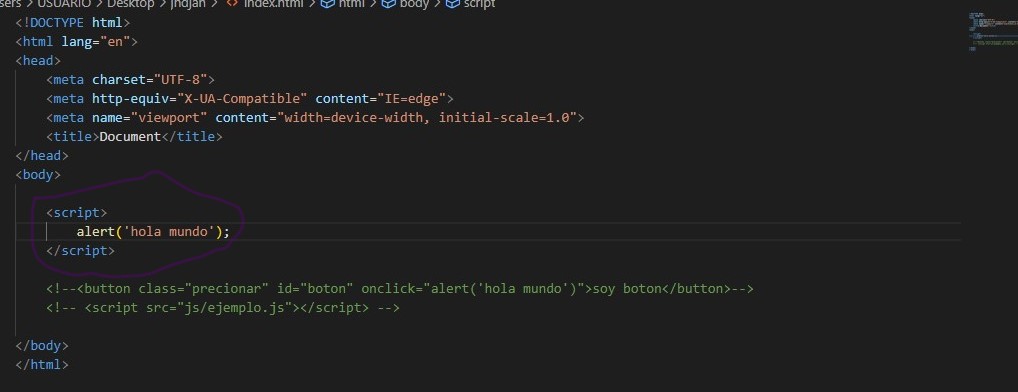 sers > USUARIO > Desktop > jhdjah > <> index.html > html > body > script
<!DOCTYPE html>
<html lang="en">
<head>
    <meta charset="UTF-8">
    <meta http-equiv="X-UA-Compatible" content="IE=edge">
    <meta name="viewport" content="width=device-width, initial-scale=1.0">
    <title>Document</title>
</head>
<body>
    <script>
        alert('hola mundo');
    </script>
    <!--<button class="precionar" id="boton" onclick="alert('hola mundo')">soy boton</button>-->
    <!-- <script src="js/ejemplo.js"></script> -->
</body>
</html>